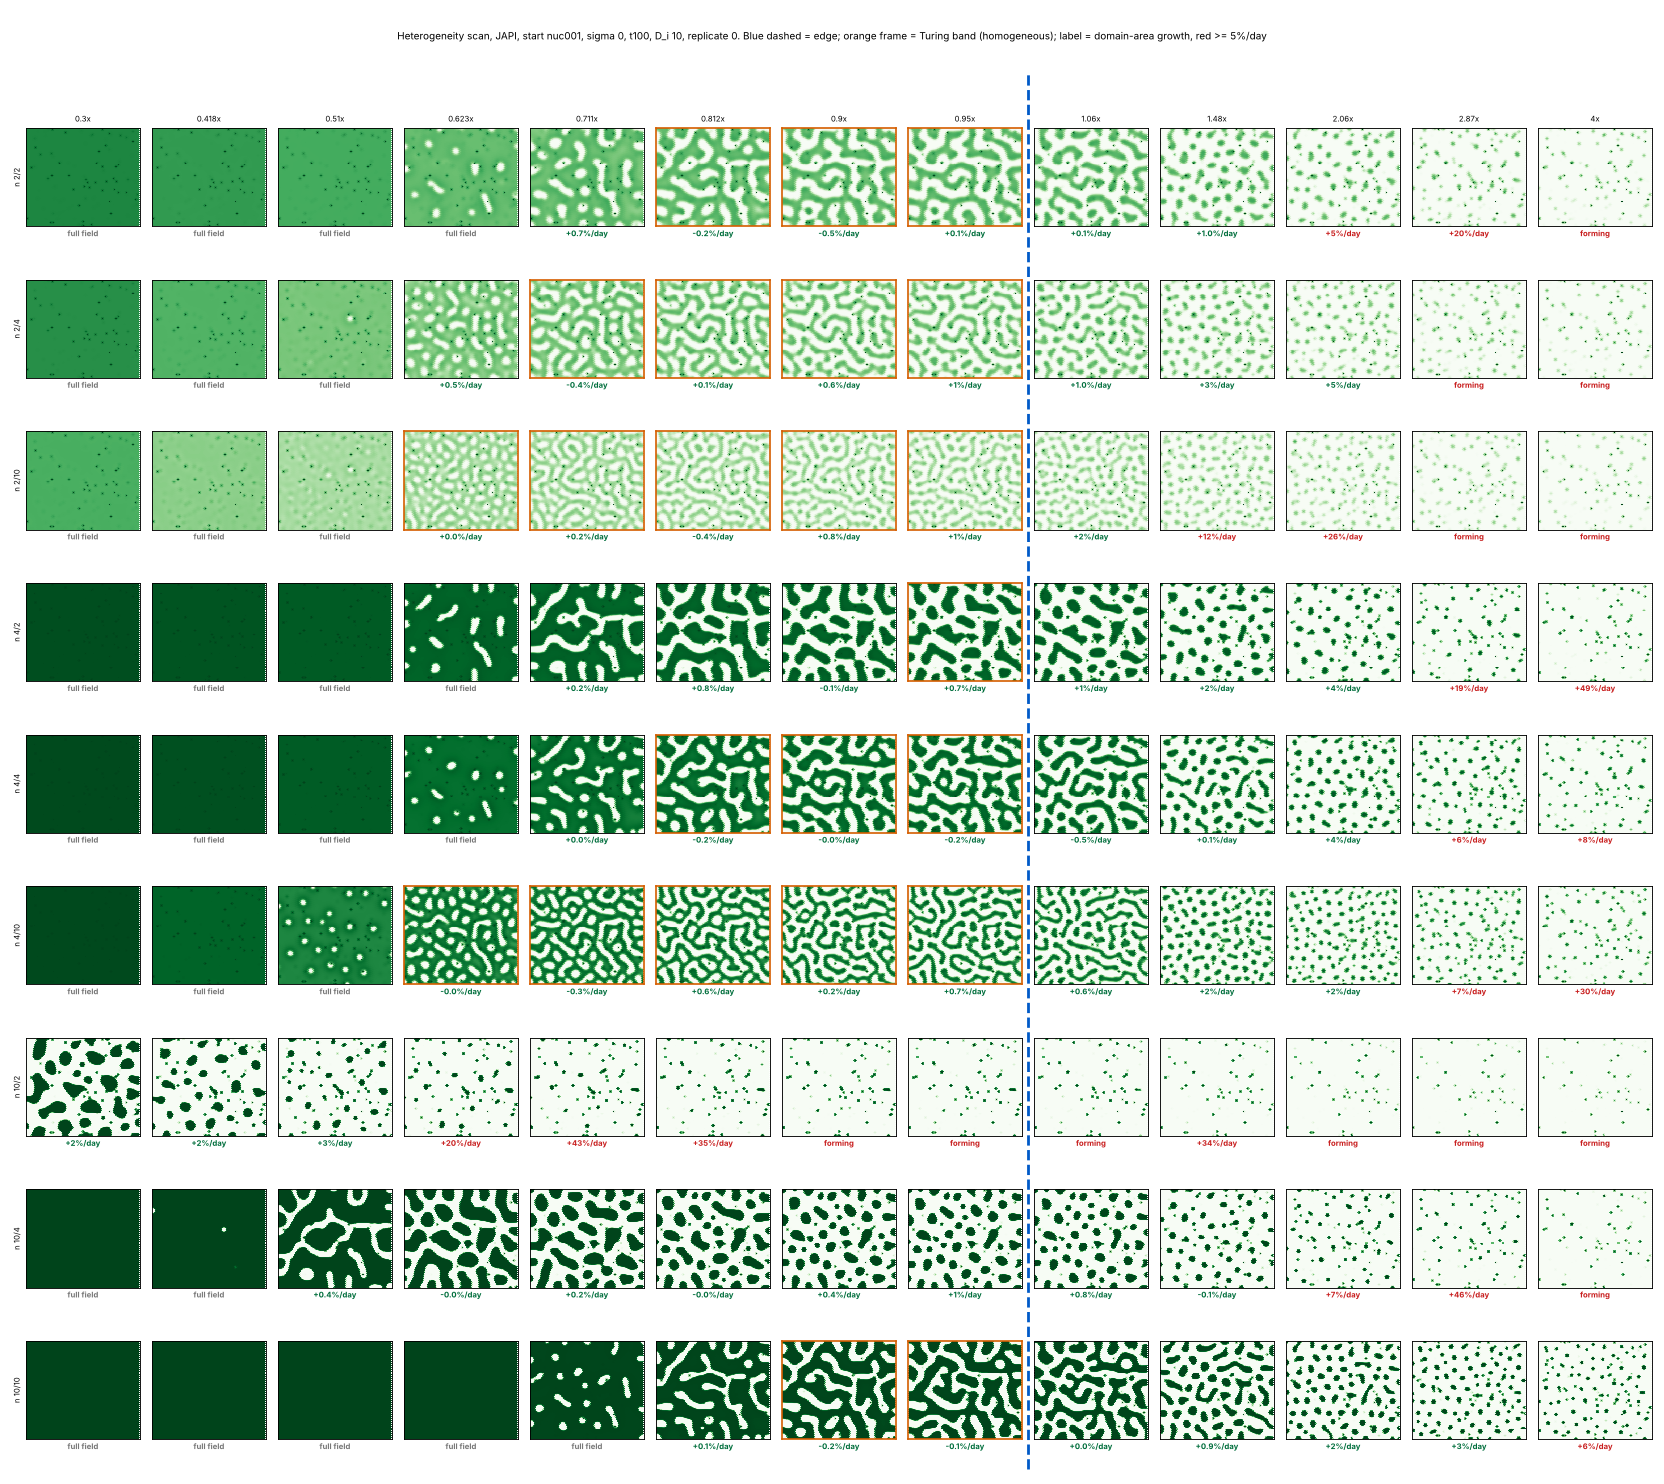 Heterogeneity scan, JAPI, start nuc001, sigma 0, t100, D_i 10, replicate 0. Blue dashed = edge; orange frame = Turing band (homogeneous); label = domain-area growth, red >= 5%/day
0.3x 0.418x 0.51x 0.623x 0.711x 0.812x 0.9x 0.95x 1.06x 1.48x 2.06x 2.87x 4x
n 2/2
full field full field full field full field +0.7%/day -0.2%/day -0.5%/day +0.1%/day +0.1%/day +1.0%/day +5%/day +20%/day forming
n 2/4
full field full field full field +0.5%/day -0.4%/day +0.1%/day +0.6%/day +1%/day +1.0%/day +3%/day +5%/day forming forming
n 2/10
full field full field full field +0.0%/day +0.2%/day -0.4%/day +0.8%/day +1%/day +2%/day +12%/day +26%/day forming forming
n 4/2
full field full field full field full field +0.2%/day +0.8%/day -0.1%/day +0.7%/day +1%/day +2%/day +4%/day +19%/day +49%/day
n 4/4
full field full field full field full field +0.0%/day -0.2%/day -0.0%/day -0.2%/day -0.5%/day +0.1%/day +4%/day +6%/day +8%/day
n 4/10
full field full field full field -0.0%/day -0.3%/day +0.6%/day +0.2%/day +0.7%/day +0.6%/day +2%/day +2%/day +7%/day +30%/day
n 10/2
+2%/day +2%/day +3%/day +20%/day +43%/day +35%/day forming forming forming +34%/day forming forming forming
n 10/4
full field full field +0.4%/day -0.0%/day +0.2%/day -0.0%/day +0.4%/day +1%/day +0.8%/day -0.1%/day +7%/day +46%/day forming
n 10/10
full field full field full field full field full field +0.1%/day -0.2%/day -0.1%/day +0.0%/day +0.9%/day +2%/day +3%/day +6%/day